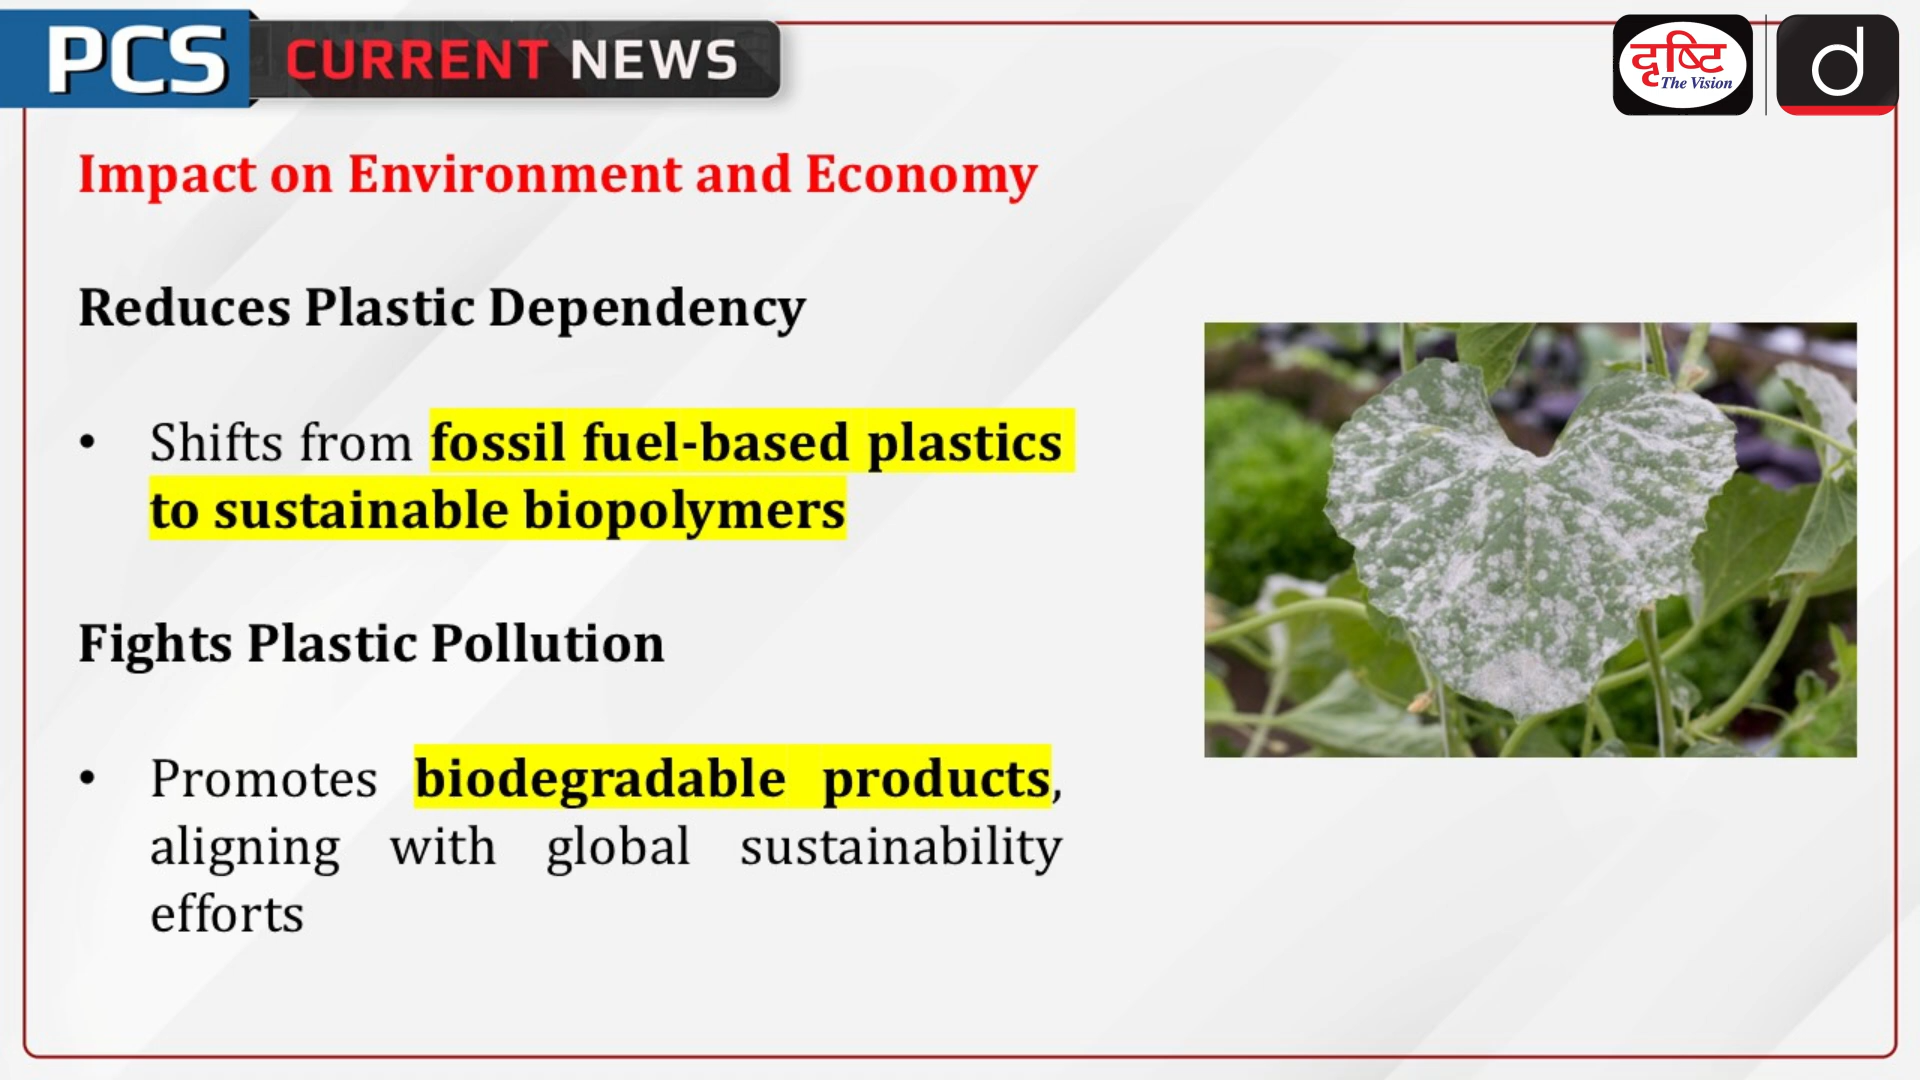 PCS CURRENT NEWS
दृष्टि
The Vision
d
Impact on Environment and Economy
Reduces Plastic Dependency
• Shifts from fossil fuel-based plastics
to sustainable biopolymers
Fights Plastic Pollution
• Promotes biodegradable products,
aligning with global sustainability
efforts